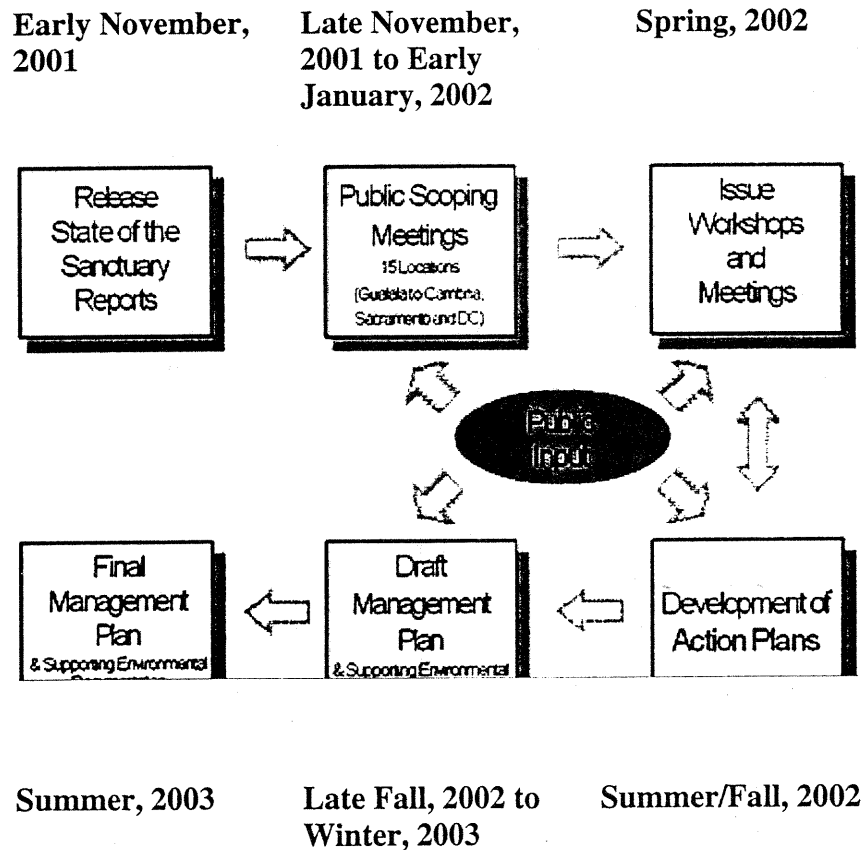 Early November,
2001
Late November,
2001 to Early
January, 2002
Spring, 2002
Release
State of the
Sanctuary
Reports
Public Scoping
Meetings
15 Locations
(Gualala to Cambria,
Sacramento and DC)
Issue
Workshops
and
Meetings
Public
Input
Final
Management
Plan
& Supporting Environmental
Draft
Management
Plan
& Supporting Environmental
Development of
Action Plans
Summer, 2003
Late Fall, 2002 to
Winter, 2003
Summer/Fall, 2002